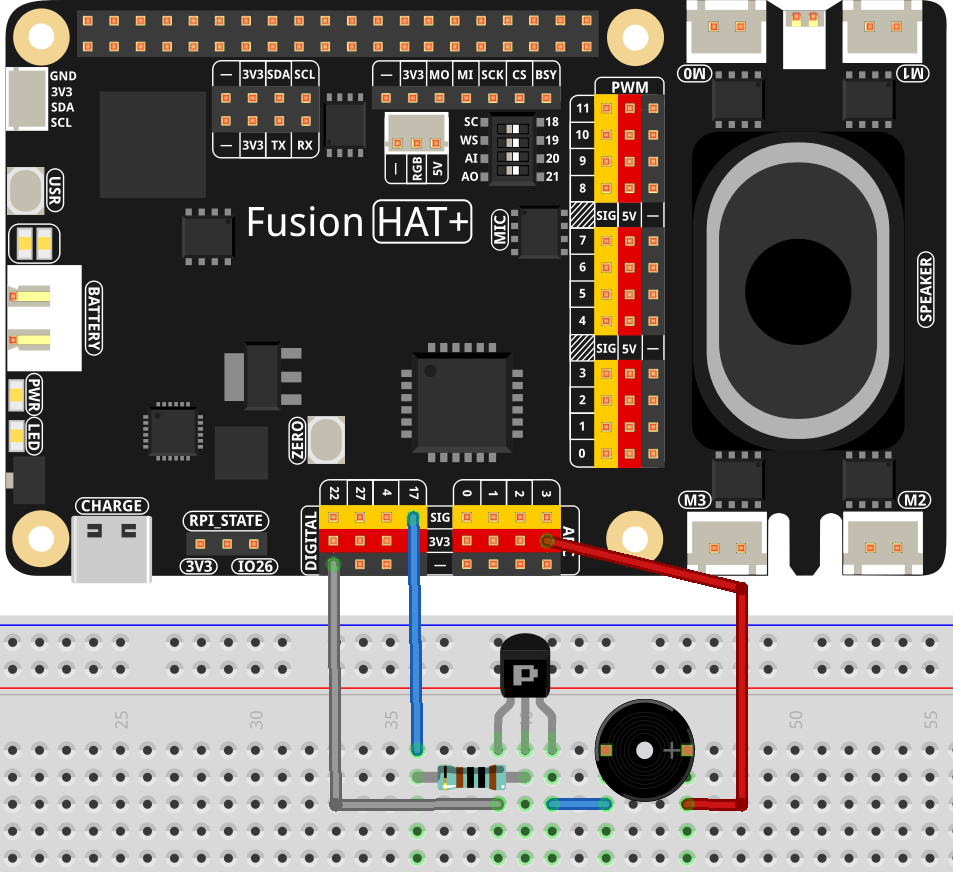 GND
3V3
SDA
SCL
— 3V3 SDA SCL
— 3V3 TX RX
— 3V3 MO MI SCK CS BSY
— RGB 5V
SC 18
WS 19
AI 20
AO 21
M0
M1
PWM
11
10
9
8
SIG 5V —
7
6
5
4
SIG 5V —
3
2
1
0
USR
Fusion HAT+
MIC
BATTERY
SPEAKER
PWR
LED
ZERO
M3
M2
CHARGE
RPI_STATE
3V3 IO26
DIGITAL
22 27 4 17
SIG
3V3
—
0 1 2 3
P
+
25 30 35 50 55